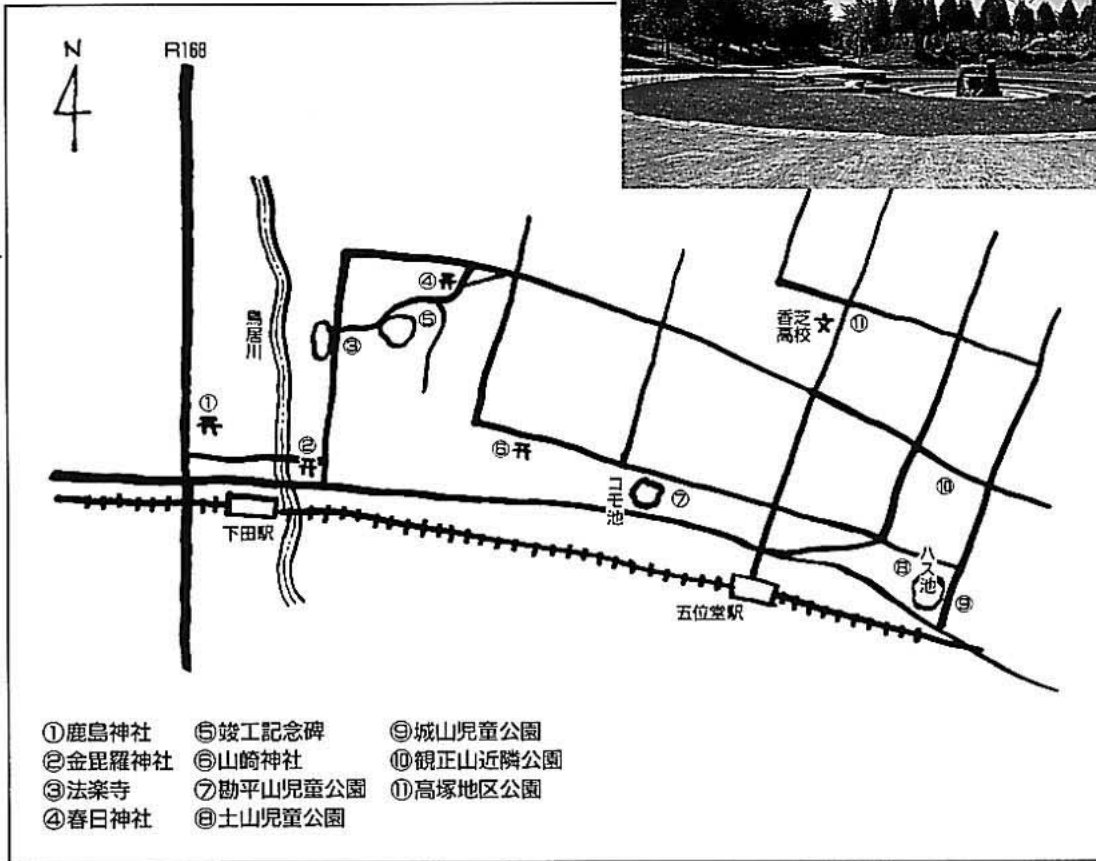 N
R168
鳥居川
①
②
③
④
⑤
⑥
⑦
コモ池
香芝
高校
文
⑪
⑩
⑧
ハス池
⑨
下田駅
五位堂駅
①鹿島神社 ⑤竣工記念碑 ⑨城山児童公園
②金毘羅神社 ⑥山崎神社 ⑩観正山近隣公園
③法楽寺 ⑦勘平山児童公園 ⑪高塚地区公園
④春日神社 ⑧土山児童公園